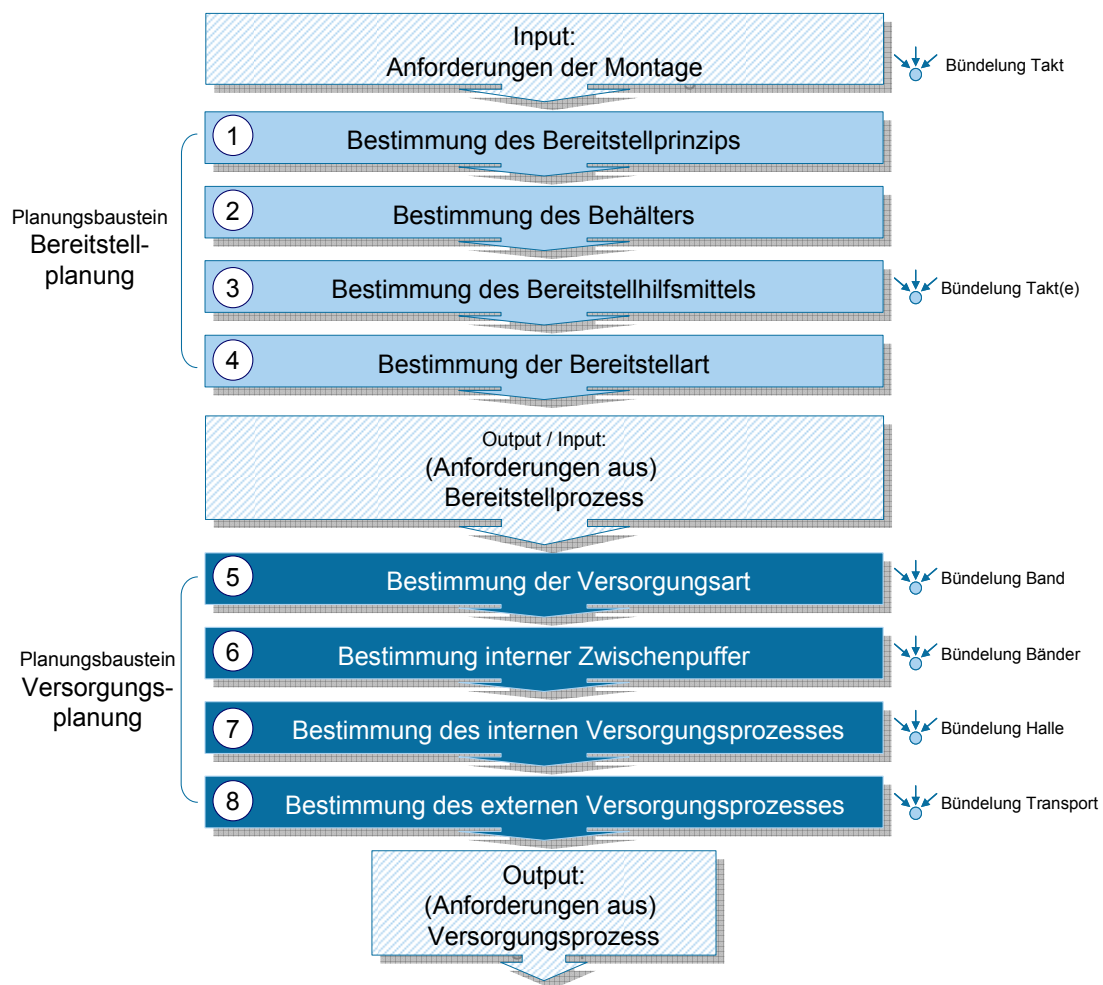 Input:
Anforderungen der Montage
Bündelung Takt
1
Bestimmung des Bereitstellprinzips
2
Bestimmung des Behälters
Planungsbaustein
Bereitstell-
planung
3
Bestimmung des Bereitstellhilfsmittels
Bündelung Takt(e)
4
Bestimmung der Bereitstellart
Output / Input:
(Anforderungen aus)
Bereitstellprozess
5
Bestimmung der Versorgungsart
Bündelung Band
6
Bestimmung interner Zwischenpuffer
Bündelung Bänder
Planungsbaustein
Versorgungs-
planung
7
Bestimmung des internen Versorgungsprozesses
Bündelung Halle
8
Bestimmung des externen Versorgungsprozesses
Bündelung Transport
Output:
(Anforderungen aus)
Versorgungsprozess